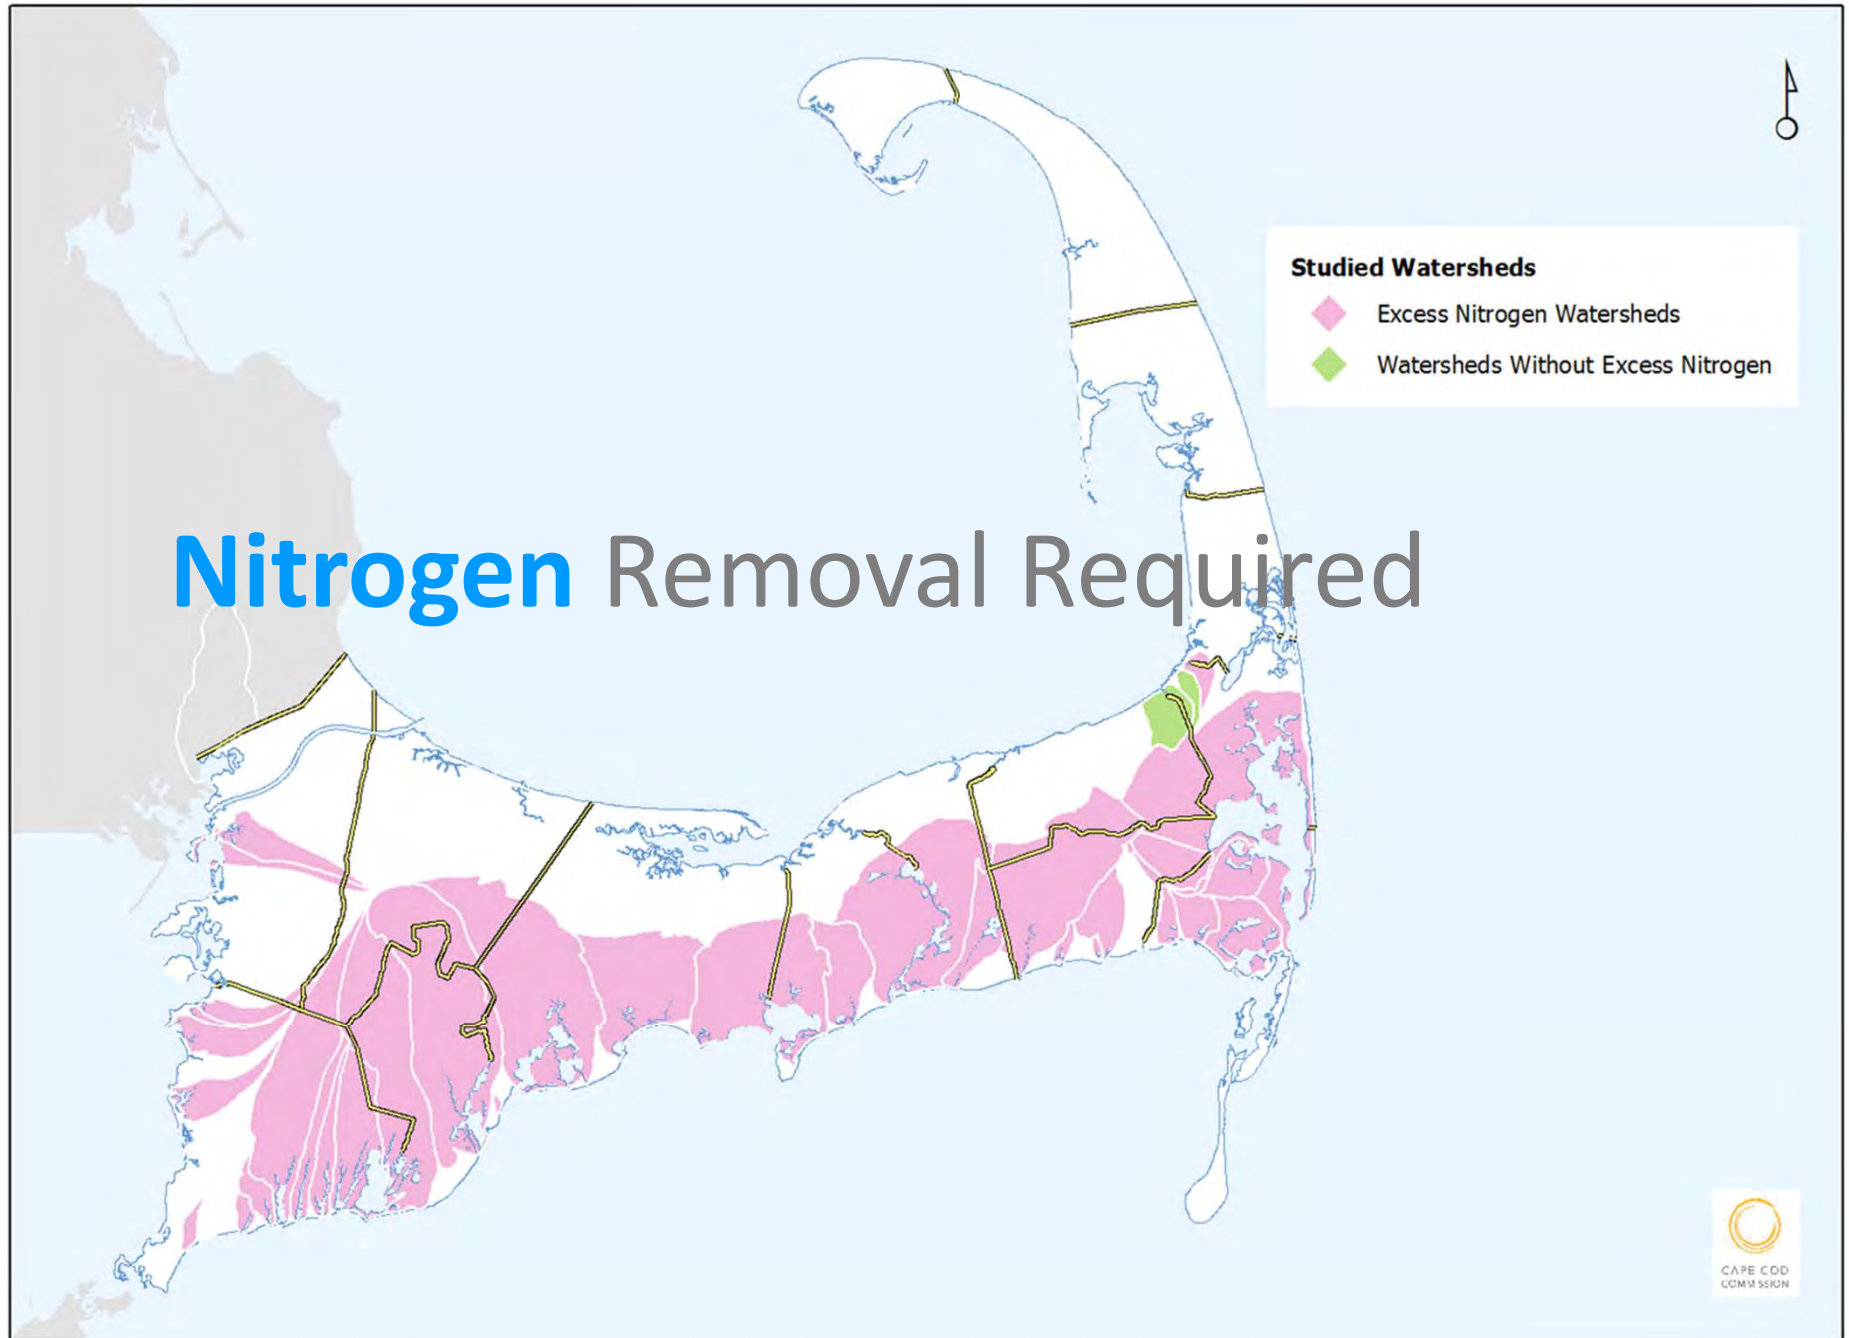 Studied Watersheds
Excess Nitrogen Watersheds
Watersheds Without Excess Nitrogen
Nitrogen Removal Required
CAPE COD
COMMISSION